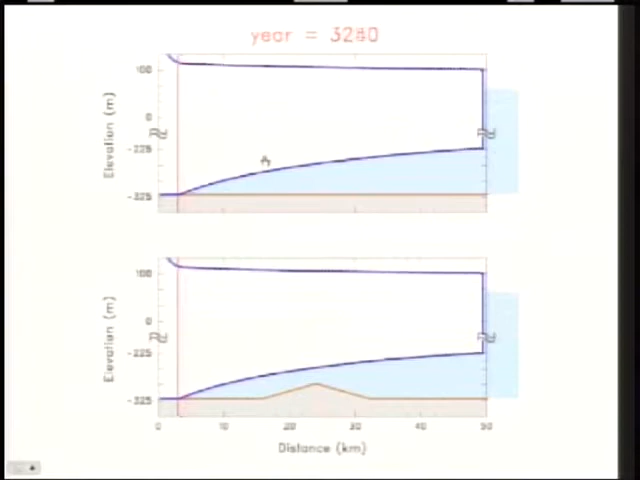 year = 3280
Elevation (m)
100
0
-225
-325
Elevation (m)
100
0
-225
-325
0 10 20 30 40 50
Distance (km)